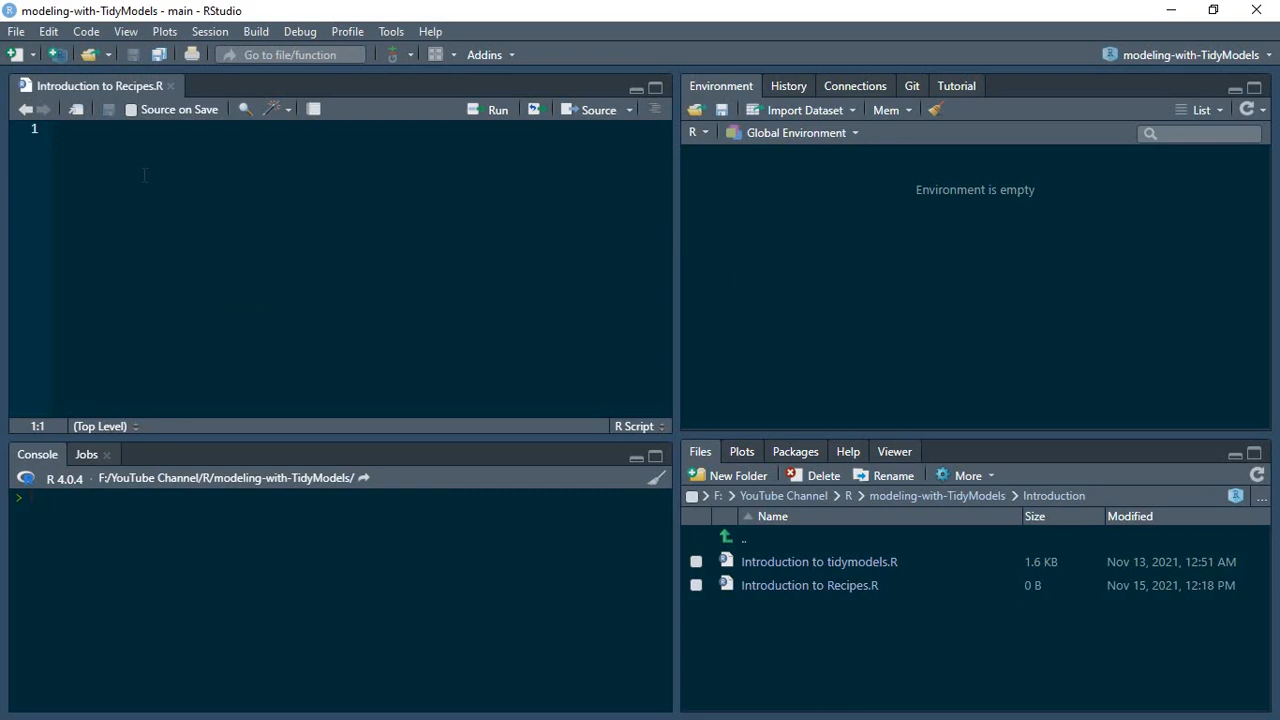 modeling-with-TidyModels - main - RStudio
File Edit Code View Plots Session Build Debug Profile Tools Help
Go to file/function Addins modeling-with-TidyModels
Introduction to Recipes.R
Source on Save Run Source
1
1:1 (Top Level) R Script
Console Jobs
R 4.0.4 · F:/YouTube Channel/R/modeling-with-TidyModels/
>
Environment History Connections Git Tutorial
Import Dataset Mem List
R Global Environment
Environment is empty
Files Plots Packages Help Viewer
New Folder Delete Rename More
F: YouTube Channel R modeling-with-TidyModels Introduction ...
Name Size Modified
..
Introduction to tidymodels.R 1.6 KB Nov 13, 2021, 12:51 AM
Introduction to Recipes.R 0 B Nov 15, 2021, 12:18 PM